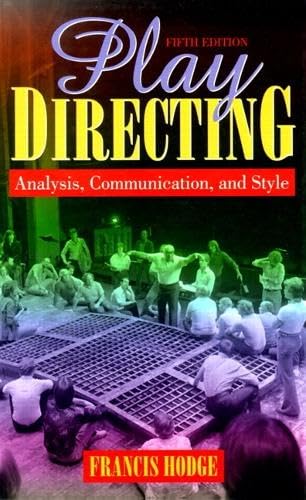 FIFTH EDITION
Play
DIRECTING
Analysis, Communication, and Style
FRANCIS HODGE